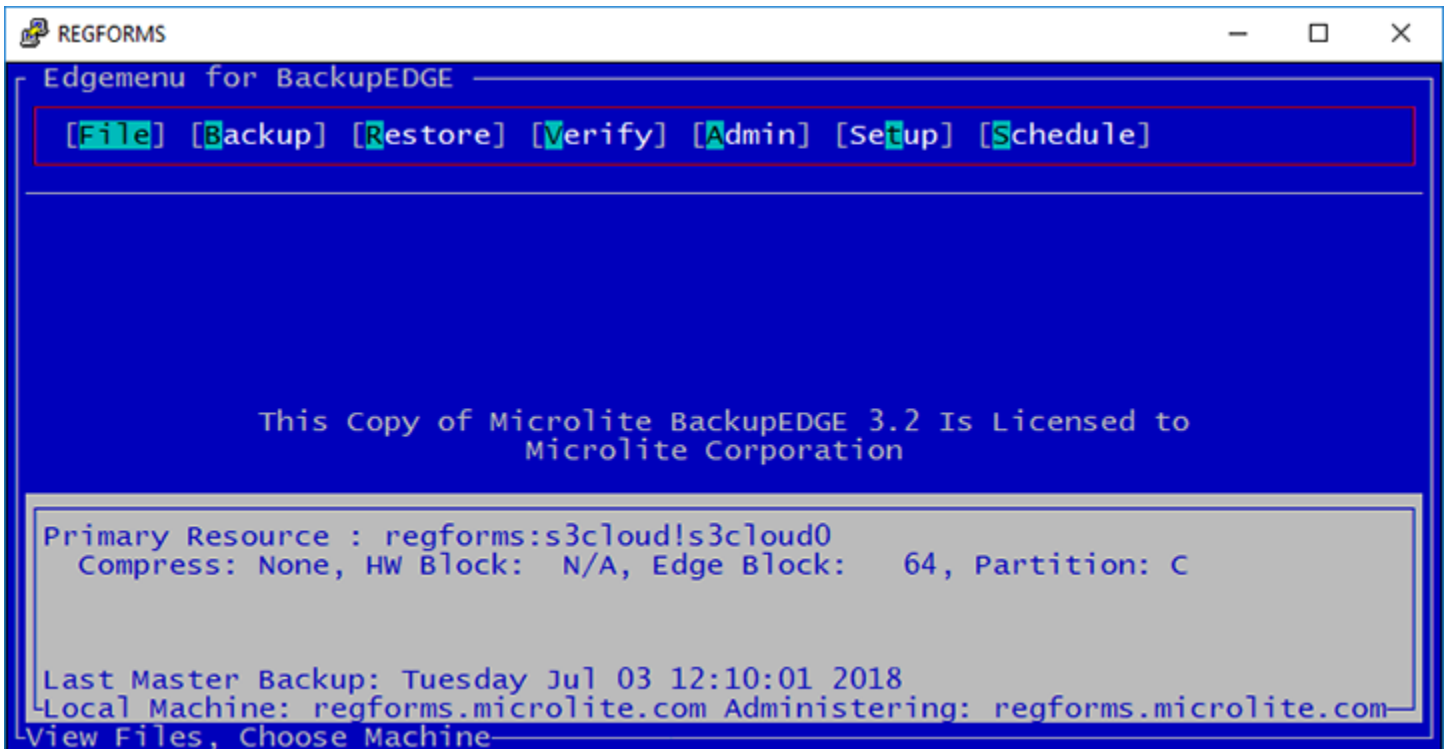 REGFORMS
Edgemenu for BackupEDGE
[File] [Backup] [Restore] [Verify] [Admin] [Setup] [Schedule]
This Copy of Microlite BackupEDGE 3.2 Is Licensed to
Microlite Corporation
Primary Resource : regforms:s3cloud!s3cloud0
Compress: None, HW Block:  N/A, Edge Block:   64, Partition: C
Last Master Backup: Tuesday Jul 03 12:10:01 2018
Local Machine: regforms.microlite.com Administering: regforms.microlite.com
View Files, Choose Machine